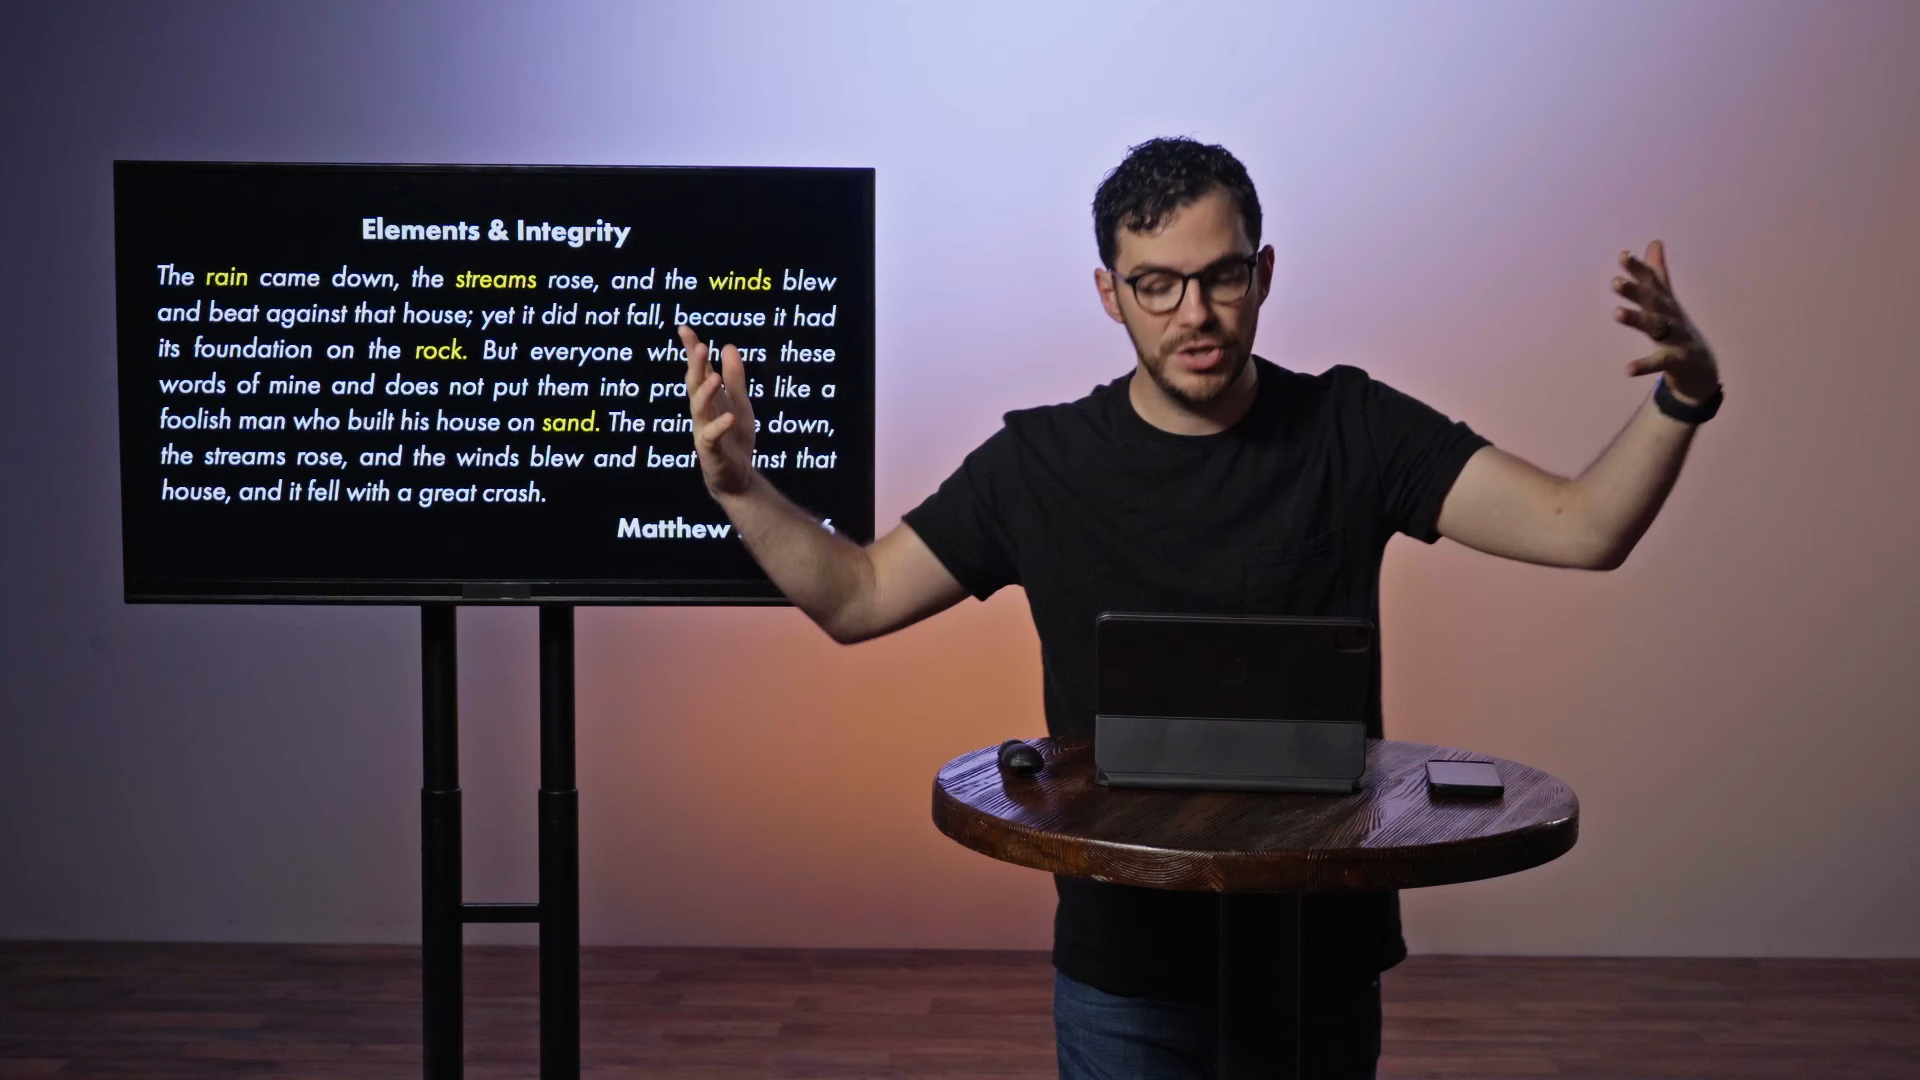 Elements & Integrity
The rain came down, the streams rose, and the winds blew
and beat against that house; yet it did not fall, because it had
its foundation on the rock. But everyone who hears these
words of mine and does not put them into is like a
foolish man who built his house on sand. The rain down,
the streams rose, and the winds blew and beat that
house, and it fell with a great crash.
Matthew